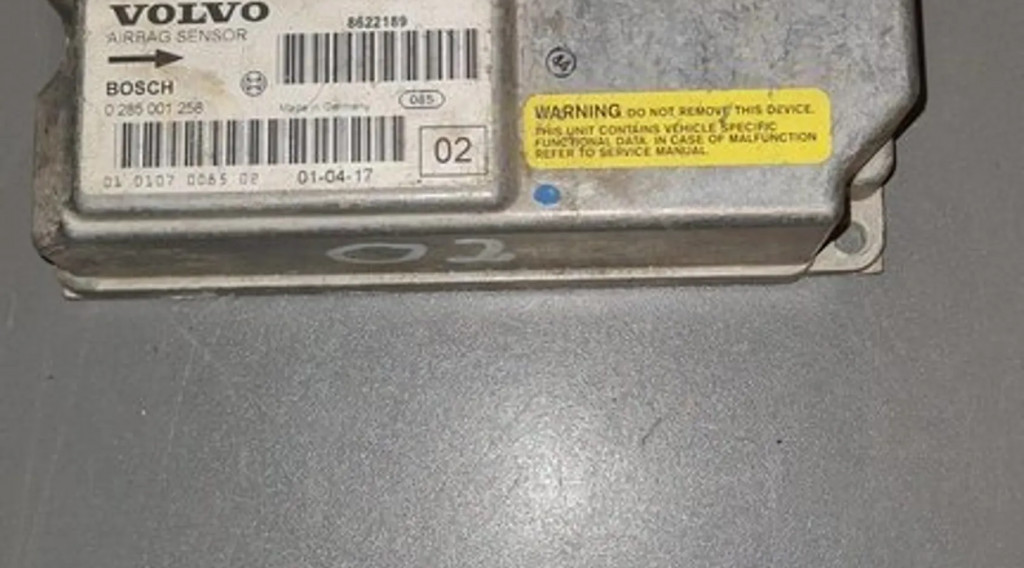 VOLVO
8622189
AIRBAG SENSOR
BOSCH
0 285 001 258
Made in Germany
085
02
01 0107 0085 02
01-04-17
WARNING DO NOT REMOVE THIS DEVICE.
THIS UNIT CONTAINS VEHICLE SPECIFIC
FUNCTIONAL DATA. IN CASE OF MALFUNCTION
REFER TO SERVICE MANUAL.